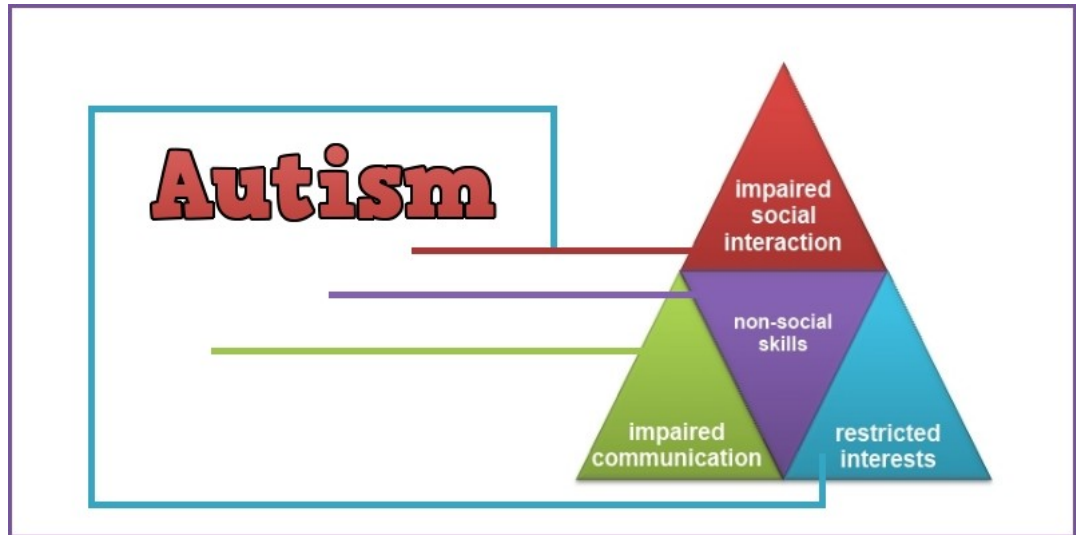 Autism
impaired
social
interaction
non-social
skills
impaired
communication
restricted
interests